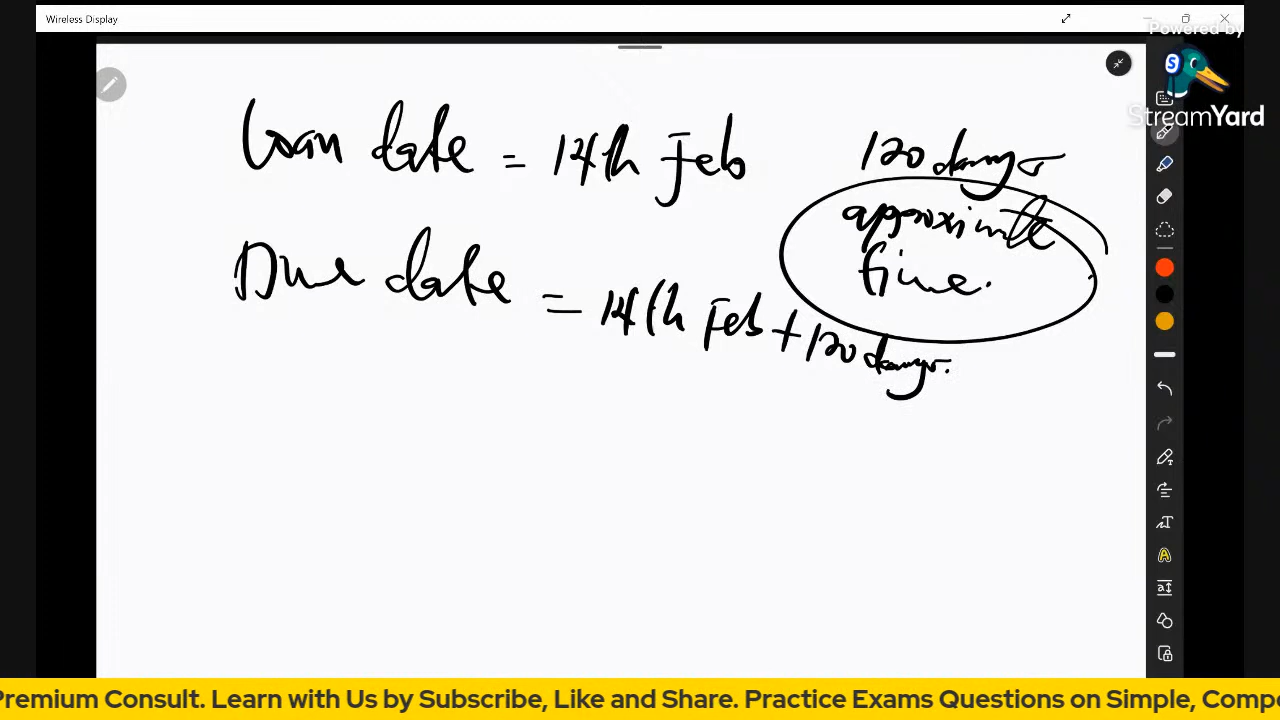 Wireless Display
Powered by
StreamYard
Loan date = 14th Feb
120 days
approximate
time.
Due date = 14th Feb + 120 days.
Premium Consult. Learn with Us by Subscribe, Like and Share. Practice Exams Questions on Simple, Compo